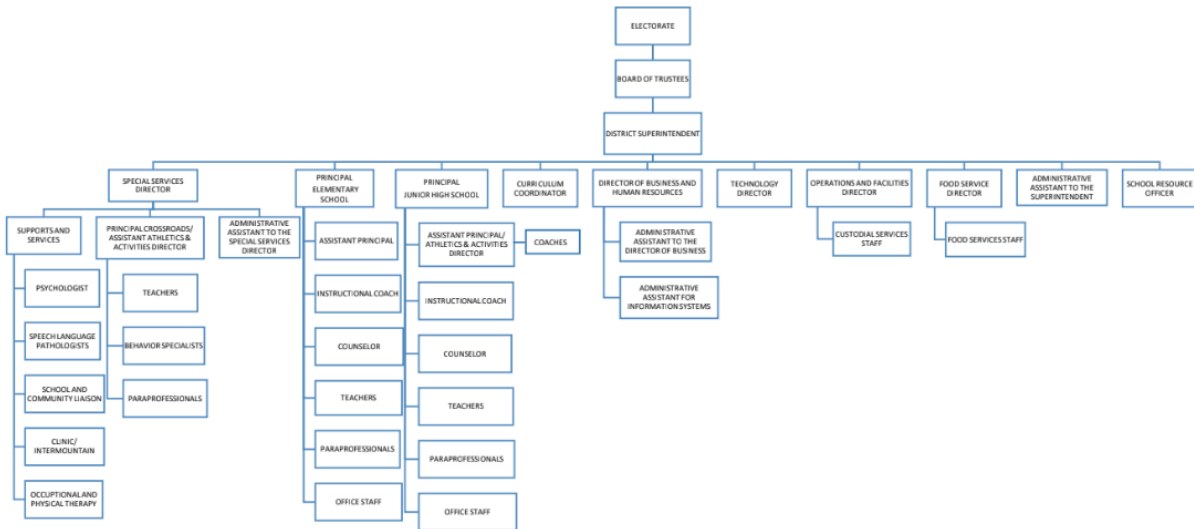 ELECTORATE
BOARD OF TRUSTEES
DISTRICT SUPERINTENDENT
SPECIAL SERVICES
DIRECTOR
PRINCIPAL
ELEMENTARY
SCHOOL
PRINCIPAL
JUNIOR HIGH SCHOOL
CURRICULUM
COORDINATOR
DIRECTOR OF BUSINESS AND
HUMAN RESOURCES
TECHNOLOGY
DIRECTOR
OPERATIONS AND FACILITIES
DIRECTOR
FOOD SERVICE
DIRECTOR
ADMINISTRATIVE
ASSISTANT TO THE
SUPERINTENDENT
SCHOOL RESOURCE
OFFICER
SUPPORTS AND
SERVICES
PRINCIPAL CROSSROADS/
ASSISTANT ATHLETICS &
ACTIVITIES DIRECTOR
ADMINISTRATIVE
ASSISTANT TO THE
SPECIAL SERVICES
DIRECTOR
PSYCHOLOGIST
SPEECH LANGUAGE
PATHOLOGISTS
SCHOOL AND
COMMUNITY LIAISON
CLINIC/
INTERMOUNTAIN
OCCUPTIONAL AND
PHYSICAL THERAPY
TEACHERS
BEHAVIOR SPECIALISTS
PARAPROFESSIONALS
ASSISTANT PRINCIPAL
INSTRUCTIONAL COACH
COUNSELOR
TEACHERS
PARAPROFESSIONALS
OFFICE STAFF
ASSISTANT PRINCIPAL/
ATHLETICS & ACTIVITIES
DIRECTOR
COACHES
INSTRUCTIONAL COACH
COUNSELOR
TEACHERS
PARAPROFESSIONALS
OFFICE STAFF
ADMINISTRATIVE
ASSISTANT TO THE
DIRECTOR OF BUSINESS
ADMINISTRATIVE
ASSISTANT FOR
INFORMATION SYSTEMS
CUSTODIAL SERVICES
STAFF
FOOD SERVICES STAFF